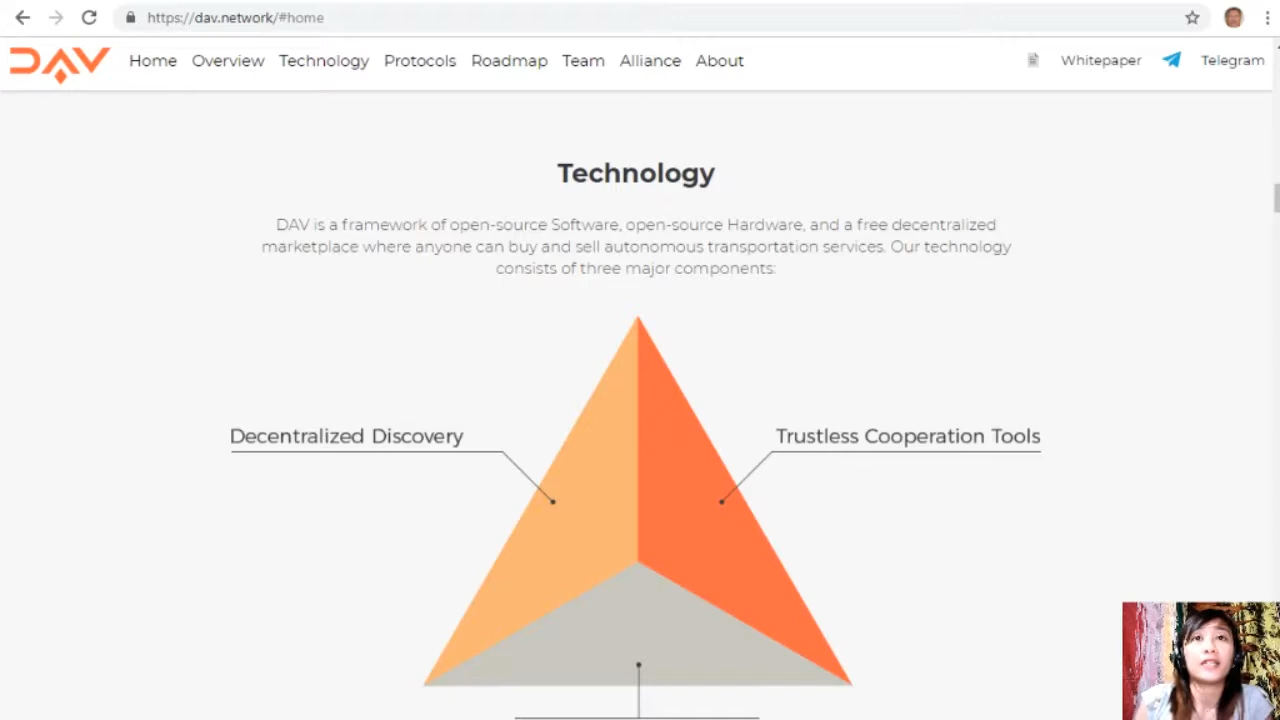 https://dav.network/#home
DAV Home Overview Technology Protocols Roadmap Team Alliance About Whitepaper Telegram
Technology
DAV is a framework of open-source Software, open-source Hardware, and a free decentralized
marketplace where anyone can buy and sell autonomous transportation services. Our technology
consists of three major components:
Decentralized Discovery
Trustless Cooperation Tools